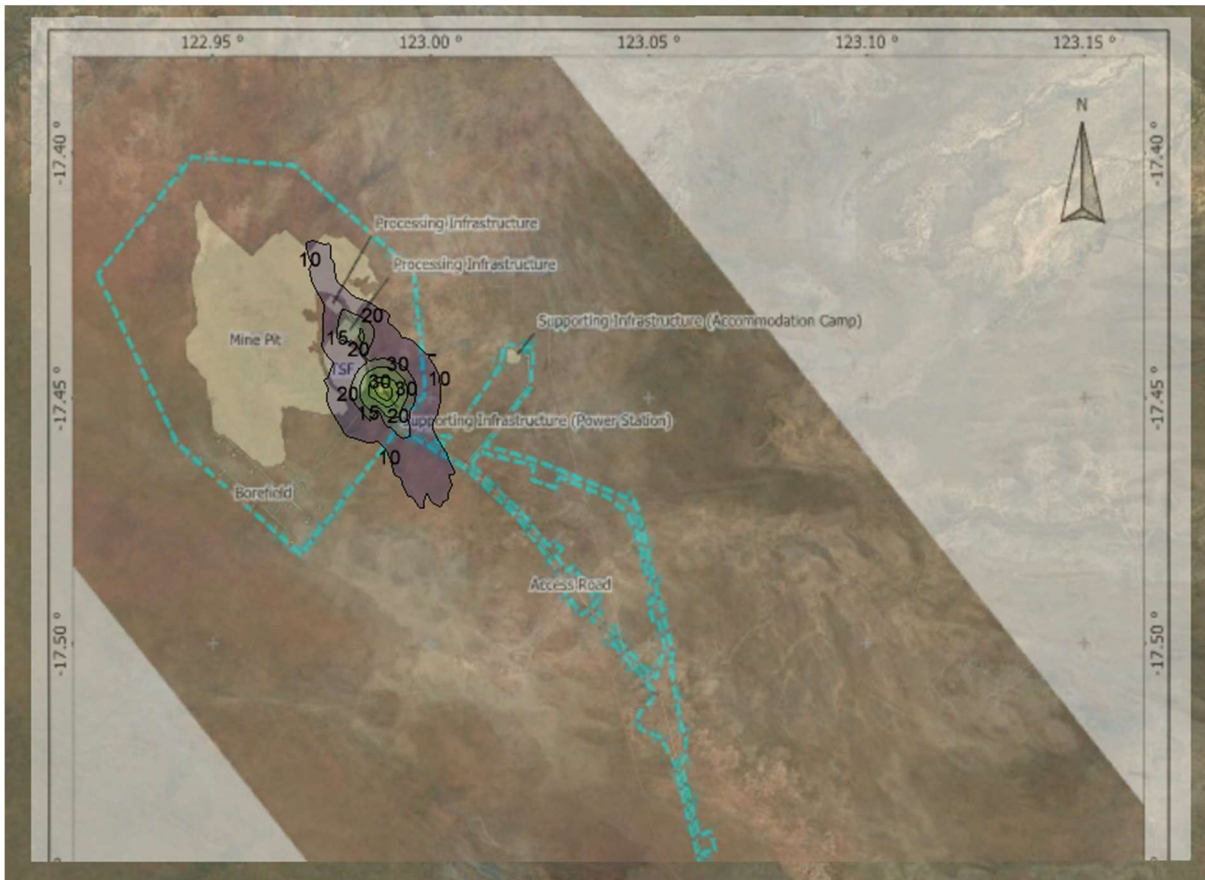 122.95 ° 123.00 ° 123.05 ° 123.10 ° 123.15 °
N
-17.40 ° -17.40 °
Processing Infrastructure
10
Processing Infrastructure
20
Supporting Infrastructure (Accommodation Camp)
Mine Pit 15
20
30
TSF 30 10
-17.45 ° 20 30 -17.45 °
15 20
Supporting Infrastructure (Power Station)
10
Borefield
Access Road
-17.50 ° -17.50 °